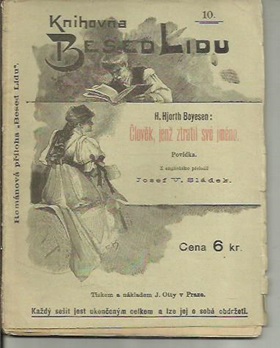 Knihovna
10.
Besed Lidu
Románová příloha „Besed Lidu".
H. Hjorth Boyesen:
Člověk, jenž ztratil své jméno.
Povídka.
Z anglického přeložil
Josef V. Sládek.
Cena 6 kr.
Tiskem a nákladem J. Otty v Praze.
Každý sešit jest ukončeným celkem a lze jej o sobě obdržeti.